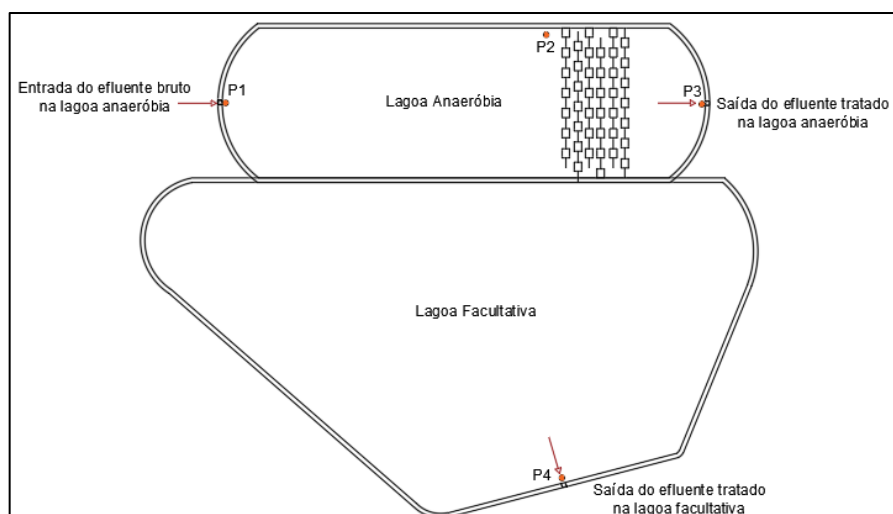 P2
Entrada do efluente bruto
na lagoa anaeróbia
P1
Lagoa Anaeróbia
P3
Saída do efluente tratado
na lagoa anaeróbia
Lagoa Facultativa
P4
Saída do efluente tratado
na lagoa facultativa